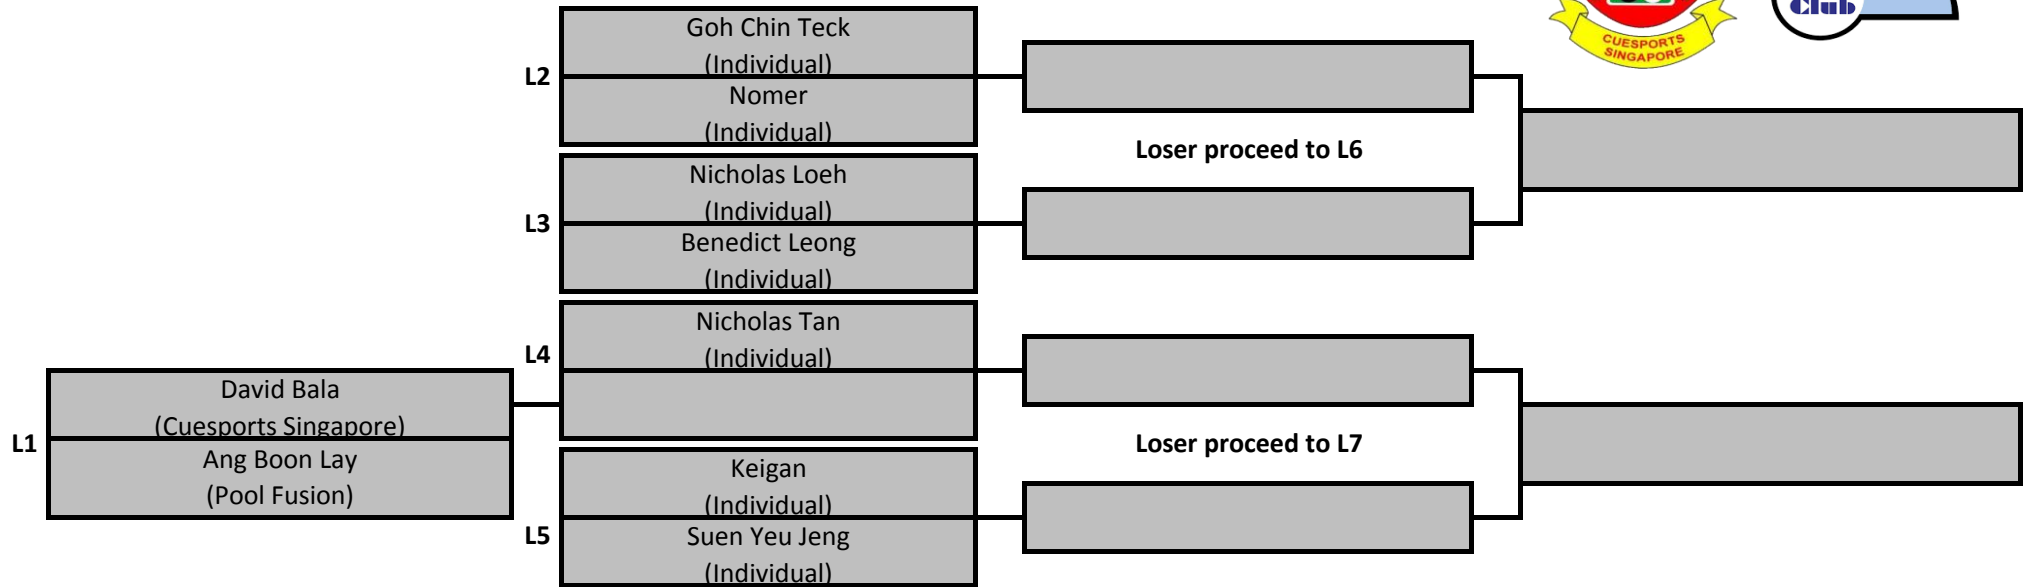 Club
CUESPORTS
SINGAPORE
L2
Goh Chin Teck
(Individual)
Nomer
(Individual)
Loser proceed to L6
L3
Nicholas Loeh
(Individual)
Benedict Leong
(Individual)
L4
Nicholas Tan
(Individual)
L1
David Bala
(Cuesports Singapore)
Ang Boon Lay
(Pool Fusion)
Loser proceed to L7
L5
Keigan
(Individual)
Suen Yeu Jeng
(Individual)